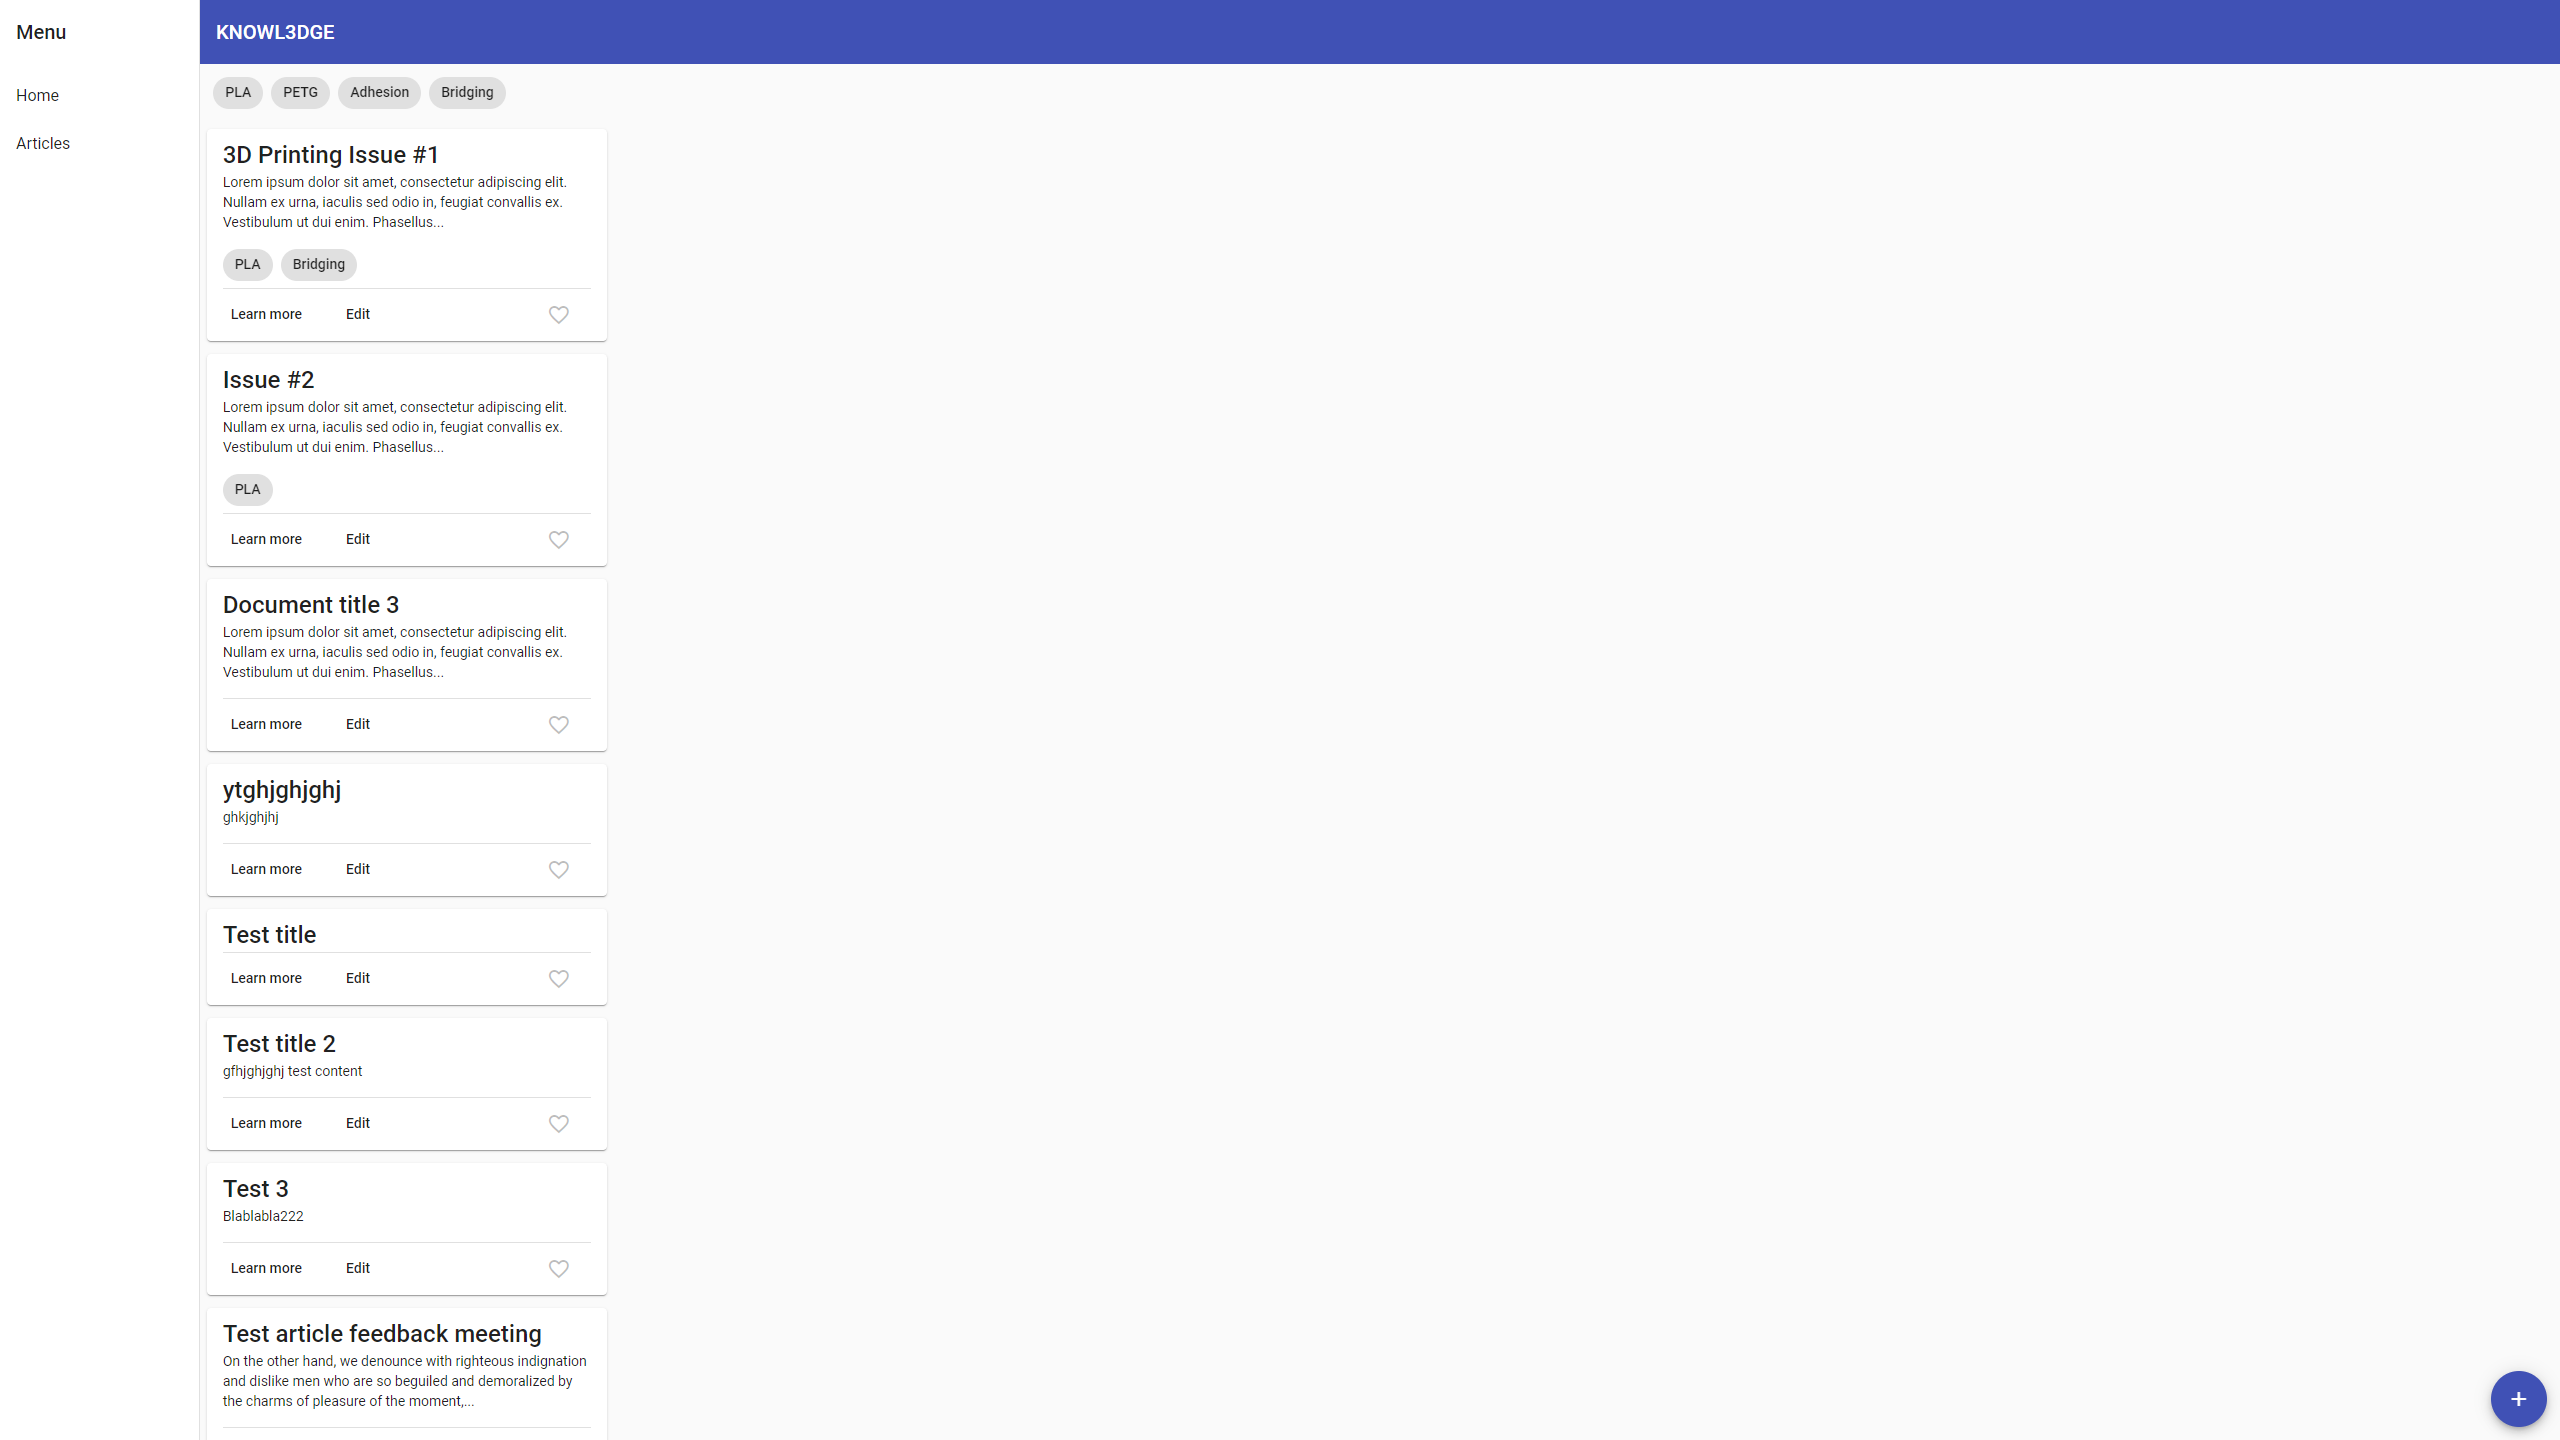 Menu
Home
Articles
KNOWL3DGE
PLA PETG Adhesion Bridging
3D Printing Issue #1
Lorem ipsum dolor sit amet, consectetur adipiscing elit.
Nullam ex urna, iaculis sed odio in, feugiat convallis ex.
Vestibulum ut dui enim. Phasellus...
PLA Bridging
Learn more Edit
Issue #2
Lorem ipsum dolor sit amet, consectetur adipiscing elit.
Nullam ex urna, iaculis sed odio in, feugiat convallis ex.
Vestibulum ut dui enim. Phasellus...
PLA
Learn more Edit
Document title 3
Lorem ipsum dolor sit amet, consectetur adipiscing elit.
Nullam ex urna, iaculis sed odio in, feugiat convallis ex.
Vestibulum ut dui enim. Phasellus...
Learn more Edit
ytghjghjghj
ghkjghjhj
Learn more Edit
Test title
Learn more Edit
Test title 2
gfhjghjghj test content
Learn more Edit
Test 3
Blablabla222
Learn more Edit
Test article feedback meeting
On the other hand, we denounce with righteous indignation
and dislike men who are so beguiled and demoralized by
the charms of pleasure of the moment,...